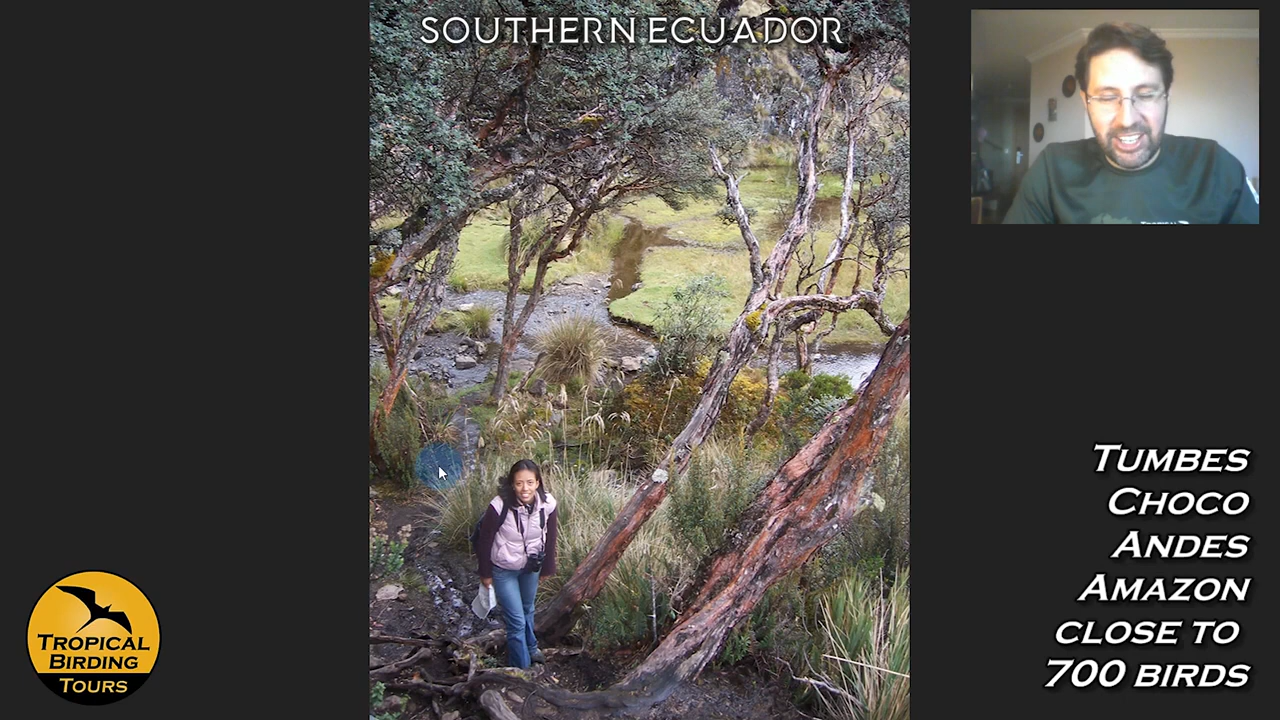 SOUTHERN ECUADOR
TUMBES
CHOCO
ANDES
AMAZON
CLOSE TO
700 BIRDS
TROPICAL
BIRDING
TOURS